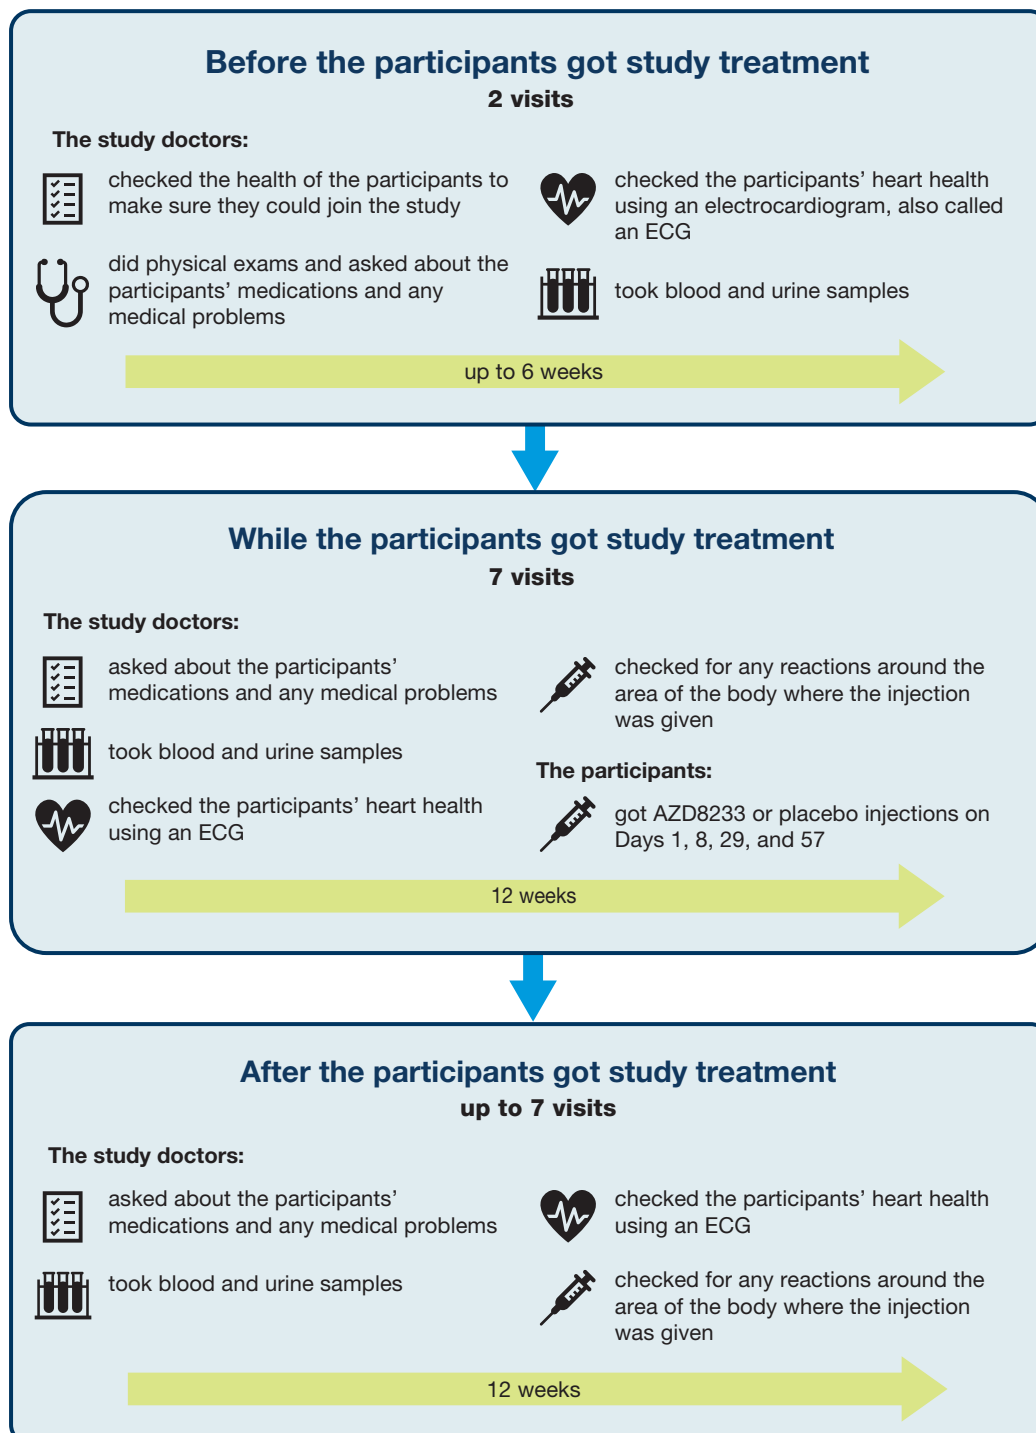 Before the participants got study treatment
2 visits
The study doctors:
checked the health of the participants to
make sure they could join the study
did physical exams and asked about the
participants' medications and any
medical problems
checked the participants' heart health
using an electrocardiogram, also called
an ECG
took blood and urine samples
up to 6 weeks
While the participants got study treatment
7 visits
The study doctors:
asked about the participants'
medications and any medical problems
took blood and urine samples
checked the participants' heart health
using an ECG
checked for any reactions around the
area of the body where the injection
was given
The participants:
got AZD8233 or placebo injections on
Days 1, 8, 29, and 57
12 weeks
After the participants got study treatment
up to 7 visits
The study doctors:
asked about the participants'
medications and any medical problems
took blood and urine samples
checked the participants' heart health
using an ECG
checked for any reactions around the
area of the body where the injection
was given
12 weeks